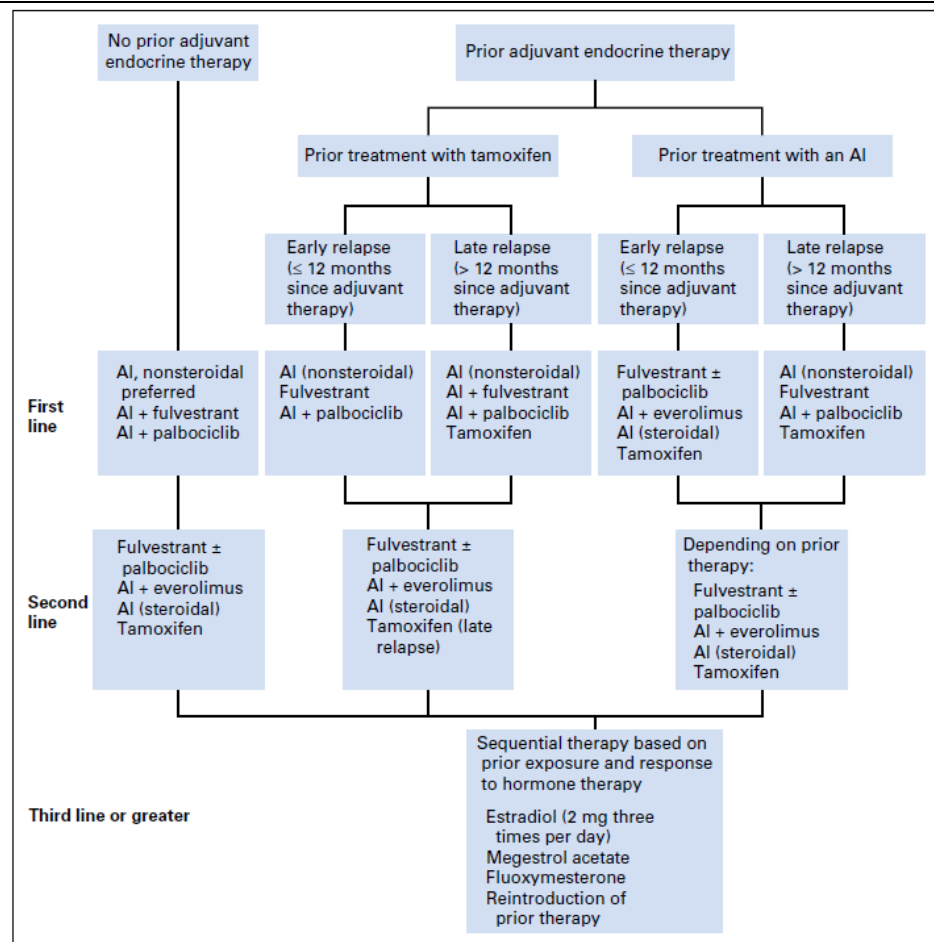 No prior adjuvant
endocrine therapy
Prior adjuvant endocrine therapy
Prior treatment with tamoxifen
Prior treatment with an AI
Early relapse
(≤ 12 months
since adjuvant
therapy)
Late relapse
(> 12 months
since adjuvant
therapy)
Early relapse
(≤ 12 months
since adjuvant
therapy)
Late relapse
(> 12 months
since adjuvant
therapy)
First
line
AI, nonsteroidal
preferred
AI + fulvestrant
AI + palbociclib
AI (nonsteroidal)
Fulvestrant
AI + palbociclib
AI (nonsteroidal)
AI + fulvestrant
AI + palbociclib
Tamoxifen
Fulvestrant ±
palbociclib
AI + everolimus
AI (steroidal)
Tamoxifen
AI (nonsteroidal)
Fulvestrant
AI + palbociclib
Tamoxifen
Second
line
Fulvestrant ±
palbociclib
AI + everolimus
AI (steroidal)
Tamoxifen
Fulvestrant ±
palbociclib
AI + everolimus
AI (steroidal)
Tamoxifen (late
relapse)
Depending on prior
therapy:
Fulvestrant ±
palbociclib
AI + everolimus
AI (steroidal)
Tamoxifen
Third line or greater
Sequential therapy based on
prior exposure and response
to hormone therapy
Estradiol (2 mg three
times per day)
Megestrol acetate
Fluoxymesterone
Reintroduction of
prior therapy